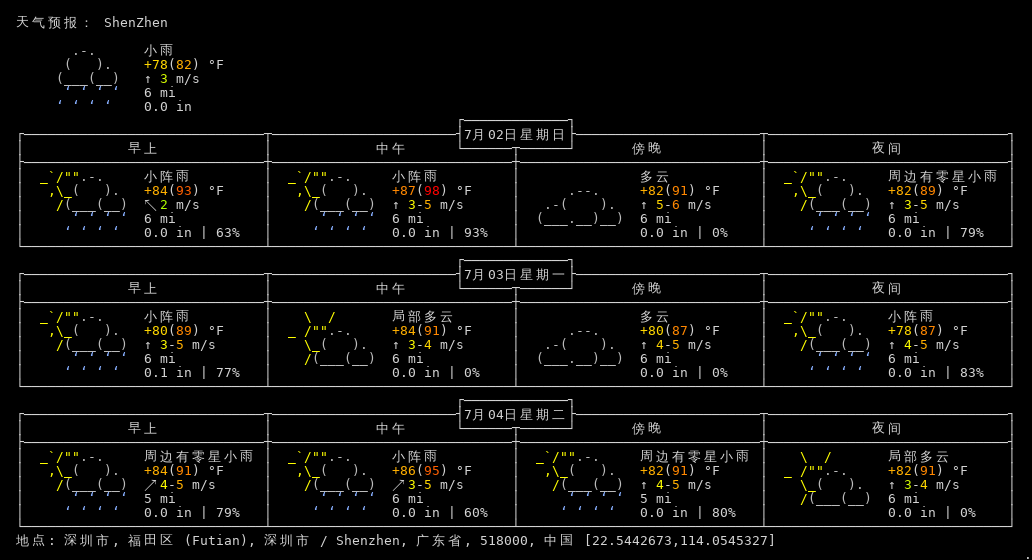 天气预报： ShenZhen
小雨
+78(82) °F
↑ 3 m/s
6 mi
0.0 in
7月02日星期日
早上 中午 傍晚 夜间
小阵雨 小阵雨 多云 周边有零星小雨
+84(93) °F +87(98) °F +82(91) °F +82(89) °F
↖ 2 m/s ↑ 3-5 m/s ↑ 5-6 m/s ↑ 3-5 m/s
6 mi 6 mi 6 mi 6 mi
0.0 in | 63% 0.0 in | 93% 0.0 in | 0% 0.0 in | 79%
7月03日星期一
早上 中午 傍晚 夜间
小阵雨 局部多云 多云 小阵雨
+80(89) °F +84(91) °F +80(87) °F +78(87) °F
↑ 3-5 m/s ↑ 3-4 m/s ↑ 4-5 m/s ↑ 4-5 m/s
6 mi 6 mi 6 mi 6 mi
0.1 in | 77% 0.0 in | 0% 0.0 in | 0% 0.0 in | 83%
7月04日星期二
早上 中午 傍晚 夜间
周边有零星小雨 小阵雨 周边有零星小雨 局部多云
+84(91) °F +86(95) °F +82(91) °F +82(91) °F
↗ 4-5 m/s ↗ 3-5 m/s ↑ 4-5 m/s ↑ 3-4 m/s
5 mi 6 mi 5 mi 6 mi
0.0 in | 79% 0.0 in | 60% 0.0 in | 80% 0.0 in | 0%
地点: 深圳市, 福田区 (Futian), 深圳市 / Shenzhen, 广东省, 518000, 中国 [22.5442673,114.0545327]